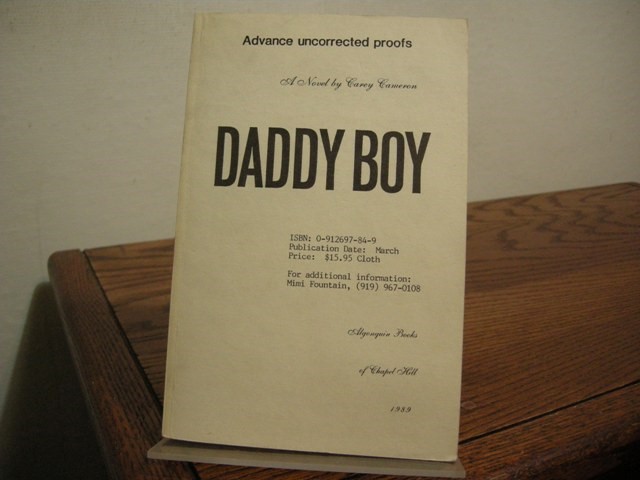 Advance uncorrected proofs
A Novel by Carey Cameron
DADDY BOY
ISBN: 0-912697-84-9
Publication Date: March
Price: $15.95 Cloth
For additional information:
Mimi Fountain, (919) 967-0108
Algonquin Books
of Chapel Hill
1989